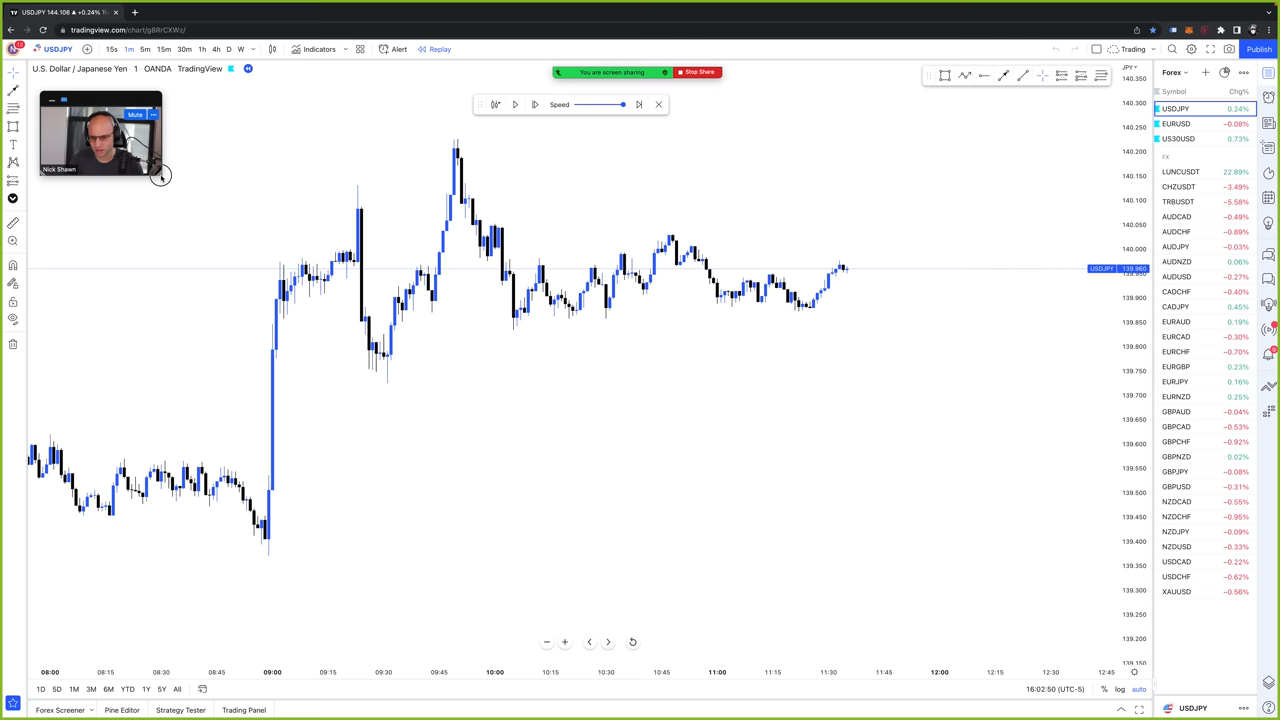 USDJPY 144.106 ▲ +0.24%
tradingview.com/chart/g8RrCXWz/
12
USDJPY
15s 1m 5m 15m 30m 1h 4h D W
Indicators
Alert
Replay
Trading
Publish
U.S. Dollar / Japanese Yen · 1 · OANDA · TradingView
You are screen sharing
Stop Share
Speed
Mute
Nick Shawn
JPY
140.350
140.300
140.250
140.200
140.150
140.100
140.050
140.000
USDJPY 139.960
139.900
139.850
139.800
139.750
139.700
139.650
139.600
139.550
139.500
139.450
139.400
139.350
139.300
139.250
139.200
139.150
Forex
Symbol Chg%
USDJPY 0.24%
EURUSD −0.08%
US30USD 0.73%
FX
LUNCUSDT 22.89%
CHZUSDT −3.49%
TRBUSDT −5.58%
AUDCAD −0.49%
AUDCHF −0.89%
AUDJPY −0.03%
AUDNZD 0.06%
AUDUSD −0.27%
CADCHF −0.40%
CADJPY 0.45%
EURAUD 0.19%
EURCAD −0.30%
EURCHF −0.70%
EURGBP 0.23%
EURJPY 0.16%
EURNZD 0.25%
GBPAUD −0.04%
GBPCAD −0.53%
GBPCHF −0.92%
GBPNZD 0.02%
GBPJPY −0.08%
GBPUSD −0.31%
NZDCAD −0.55%
NZDCHF −0.95%
NZDJPY −0.09%
NZDUSD −0.33%
USDCAD −0.22%
USDCHF −0.62%
XAUUSD −0.56%
08:00 08:15 08:30 08:45 09:00 09:15 09:30 09:45 10:00 10:15 10:30 10:45 11:00 11:15 11:30 11:45 12:00 12:15 12:30 12:45
1D 5D 1M 3M 6M YTD 1Y 5Y All
16:02:50 (UTC-5)
% log auto
Forex Screener
Pine Editor
Strategy Tester
Trading Panel
USDJPY